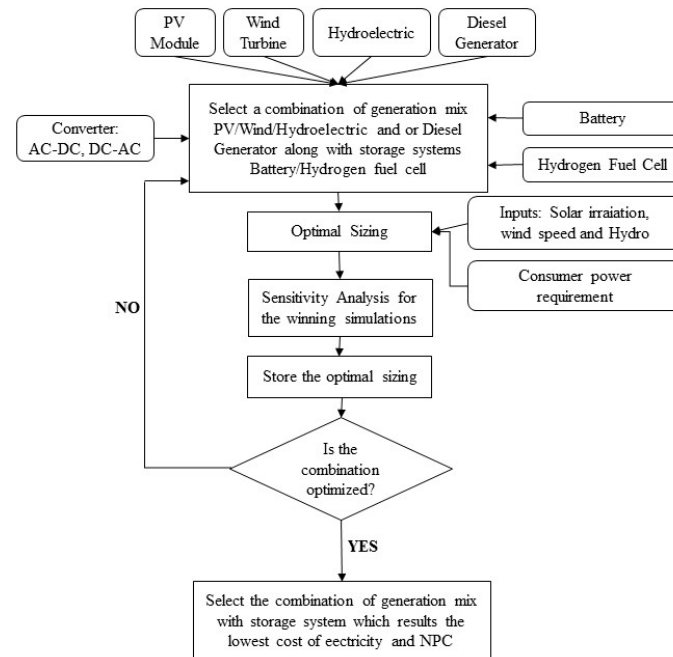 PV
Module
Wind
Turbine
Hydroelectric
Diesel
Generator
Converter:
AC-DC, DC-AC
Select a combination of generation mix
PV/Wind/Hydroelectric and or Diesel
Generator along with storage systems
Battery/Hydrogen fuel cell
Battery
Hydrogen Fuel Cell
Optimal Sizing
Inputs: Solar irraiation,
wind speed and Hydro
Consumer power
requirement
Sensitivity Analysis for
the winning simulations
NO
Store the optimal sizing
Is the
combination
optimized?
YES
Select the combination of generation mix
with storage system which results the
lowest cost of eectricity and NPC